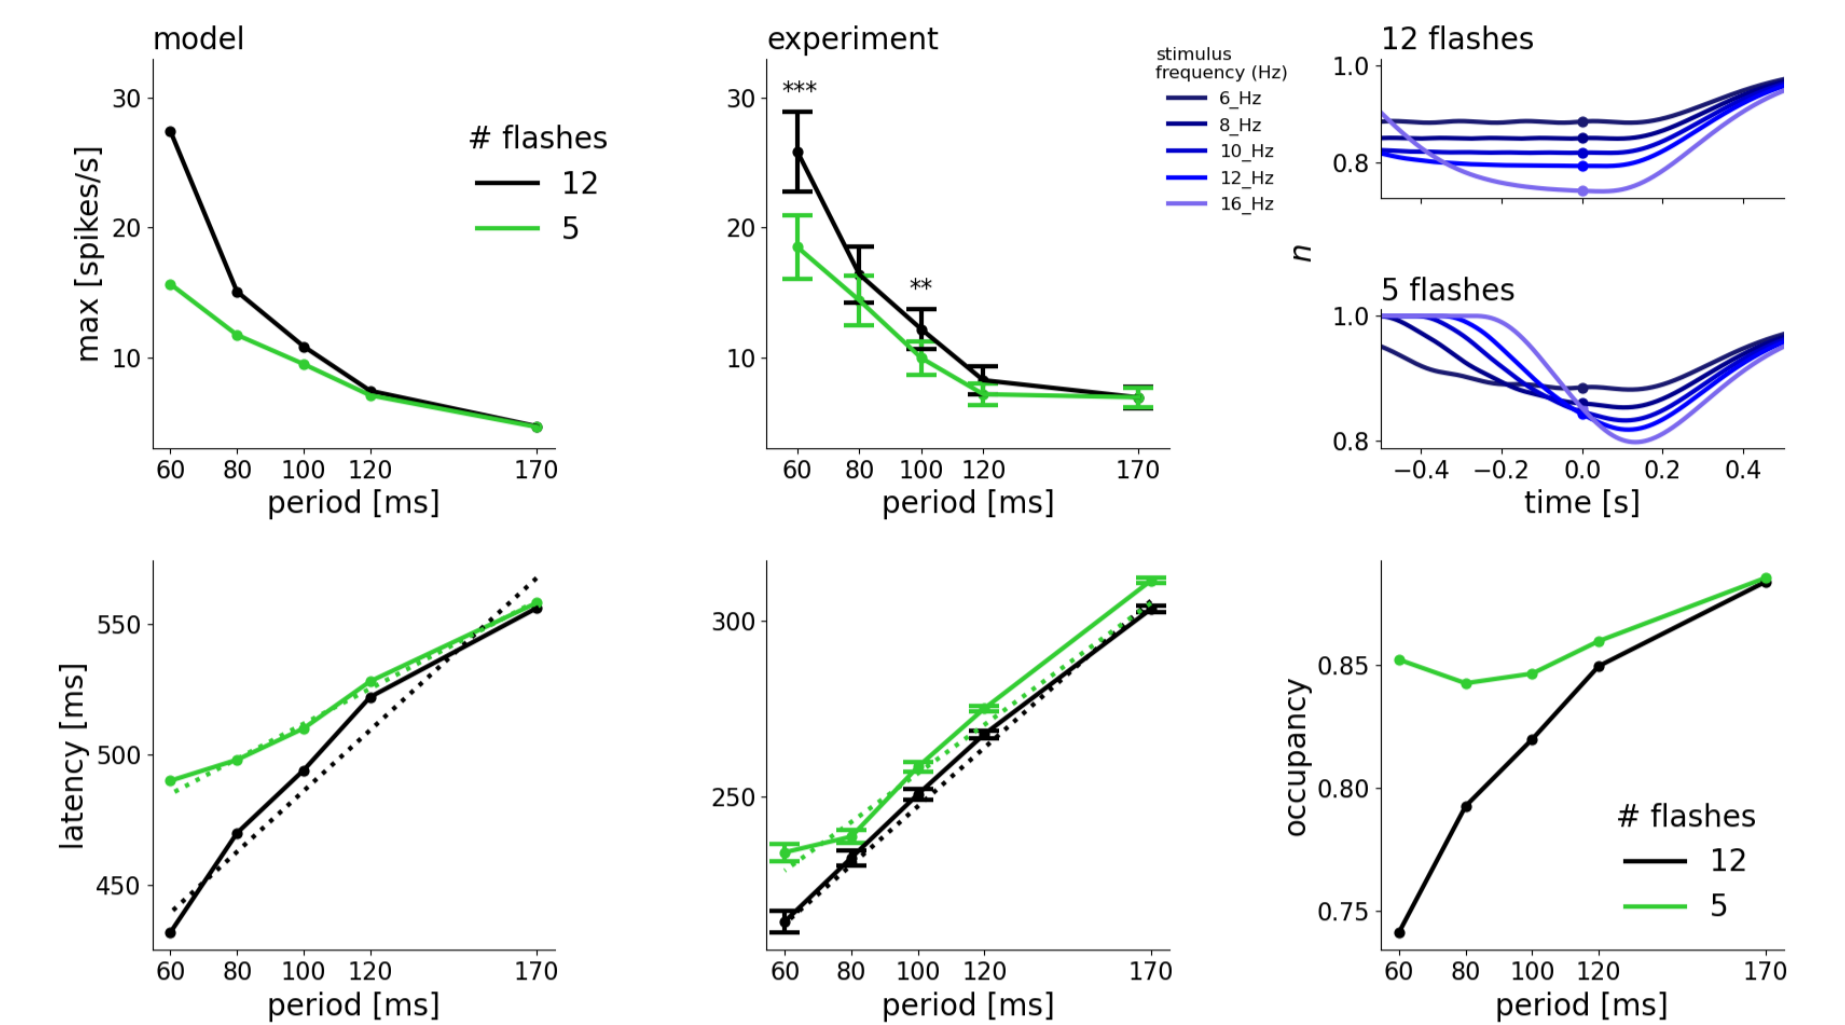 model
30
20
10
max [spikes/s]
# flashes
12
5
60 80 100 120 170
period [ms]
experiment
***
**
30
20
10
60 80 100 120 170
period [ms]
stimulus
frequency (Hz)
6_Hz
8_Hz
10_Hz
12_Hz
16_Hz
12 flashes
1.0
0.8
n
5 flashes
1.0
0.8
−0.4 −0.2 0.0 0.2 0.4
time [s]
550
500
450
latency [ms]
60 80 100 120 170
period [ms]
300
250
60 80 100 120 170
period [ms]
0.85
0.80
0.75
occupancy
# flashes
12
5
60 80 100 120 170
period [ms]